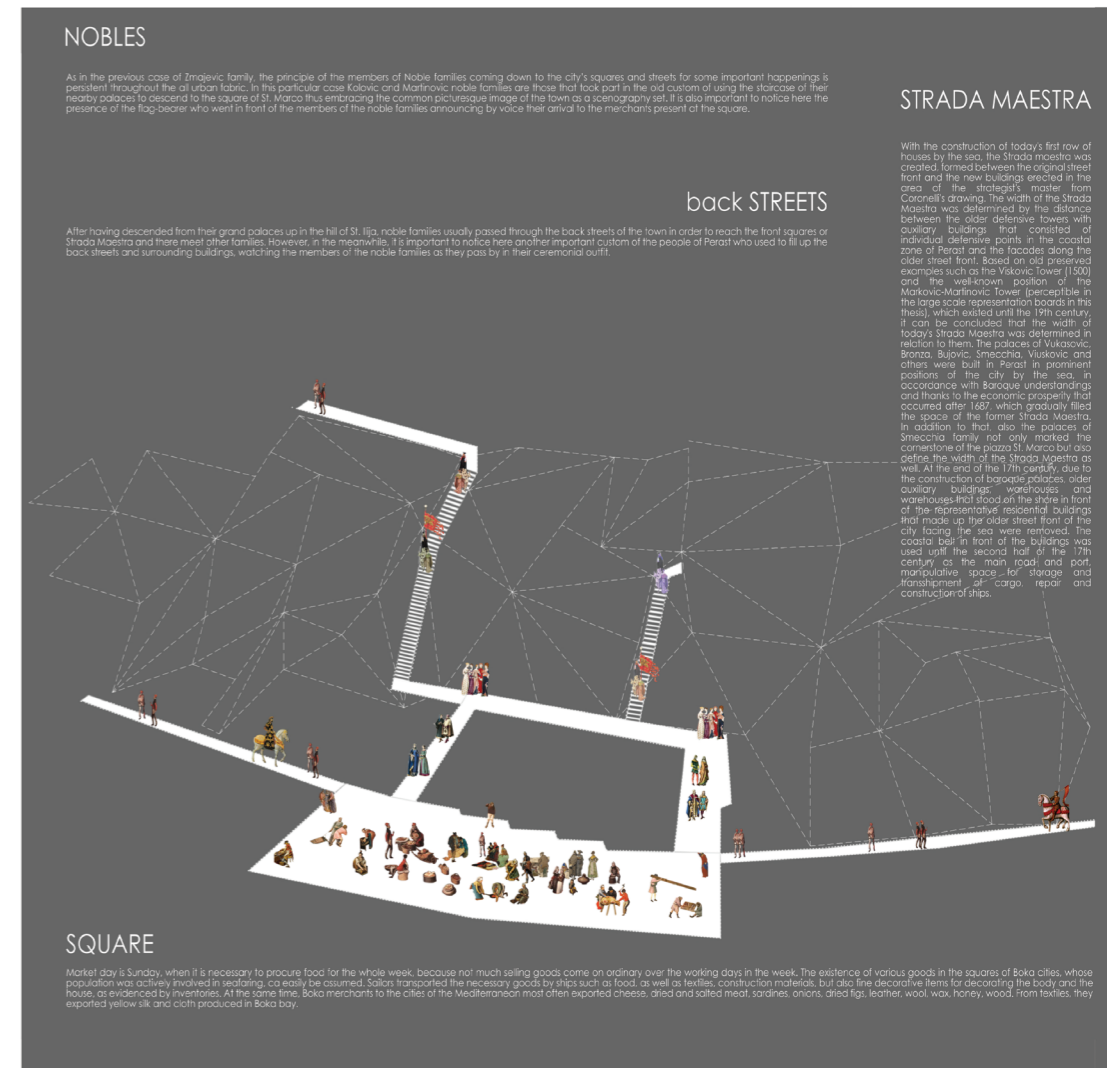 NOBLES
As in the previous case of Zmajevic family, the principle of the members of Noble families coming down to the city's squares and streets for some important happenings is
persistent throughout the all urban fabric. In this particular case Kolovic and Martinovic noble families are those that took part in the old custom of using the staircase of their
nearby palaces to descend to the square of St. Marco thus embracing the common picturesque image of the town as a scenography set. It is also important to notice here the
presence of the flag-bearer who went in front of the members of the noble families announcing by voice their arrival to the merchants present at the square.
back STREETS
After having descended from their grand palaces up in the hill of St. Ilija, noble families usually passed through the back streets of the town in order to reach the front squares or
Strada Maestra and there meet other families. However, in the meanwhile, it is important to notice here another important custom of the people of Perast who used to fill up the
back streets and surrounding buildings, watching the members of the noble families as they pass by in their ceremonial outfit.
STRADA MAESTRA
With the construction of today's first row of
houses by the sea, the Strada maestra was
created, formed between the original street
front and the new buildings erected in the
area of the strategist's master from
Coronelli's drawing. The width of the Strada
Maestra was determined by the distance
between the older defensive towers with
auxiliary buildings that consisted of
individual defensive points in the coastal
zone of Perast and the facades along the
older street front. Based on old preserved
examples such as the Viskovic Tower (1500)
and the well-known position of the
Markovic-Martinovic Tower (perceptible in
the large scale representation boards in this
thesis), which existed until the 19th century,
it can be concluded that the width of
today's Strada Maestra was determined in
relation to them. The palaces of Vukasovic,
Bronza, Bujovic, Smecchia, Viuskovic and
others were built in Perast in prominent
positions of the city by the sea, in
accordance with Baroque understandings
and thanks to the economic prosperity that
occurred after 1687, which gradually filled
the space of the former Strada Maestra.
In addition to that, also the palaces of
Smecchia family not only marked the
cornerstone of the piazza St. Marco but also
define the width of the Strada Maestra as
well. At the end of the 17th century, due to
the construction of baroque palaces, older
auxiliary buildings, warehouses and
warehouses that stood on the shore in front
of the representative residential buildings
that made up the older street front of the
city facing the sea were removed. The
coastal belt in front of the buildings was
used until the second half of the 17th
century as the main road and port,
manipulative space for storage and
transshipment of cargo, repair and
construction of ships.
SQUARE
Market day is Sunday, when it is necessary to procure food for the whole week, because not much selling goods come on ordinary over the working days in the week. The existence of various goods in the squares of Boka cities, whose
population was actively involved in seafaring, ca easily be assumed. Sailors transported the necessary goods by ships such as food, as well as textiles, construction materials, but also fine decorative items for decorating the body and the
house, as evidenced by inventories. At the same time, Boka merchants to the cities of the Mediterranean most often exported cheese, dried and salted meat, sardines, onions, dried figs, leather, wool, wax, honey, wood. From textiles, they
exported yellow silk and cloth produced in Boka bay.